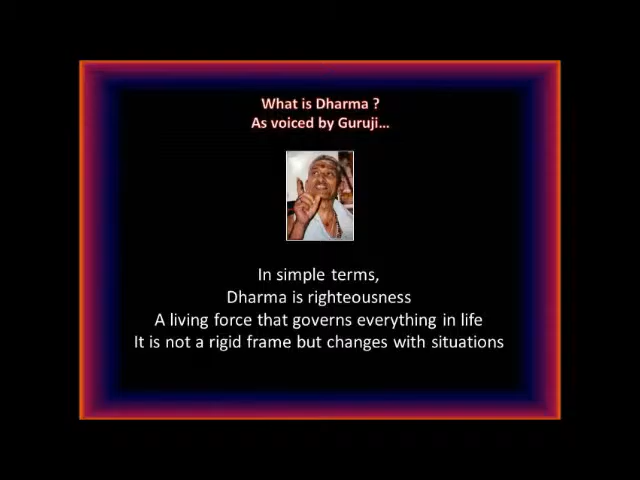 What is Dharma ?
As voiced by Guruji...
In simple terms,
Dharma is righteousness
A living force that governs everything in life
It is not a rigid frame but changes with situations